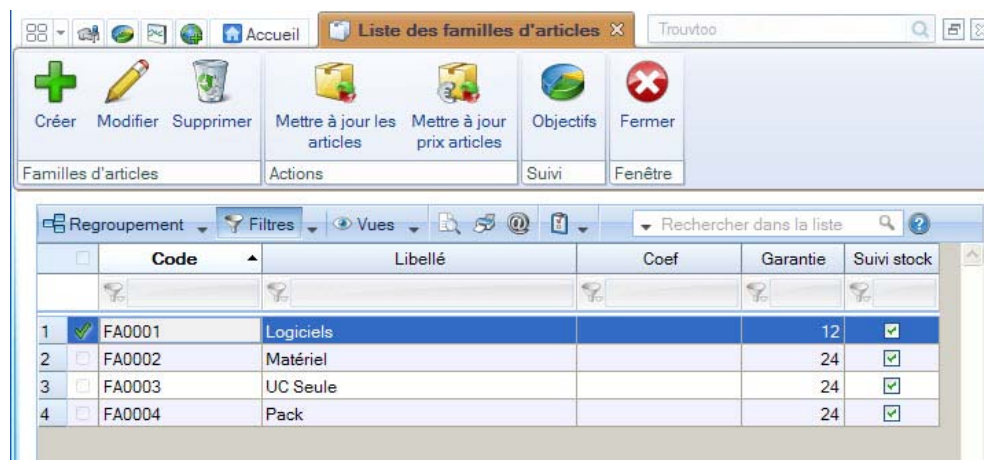 Accueil Liste des familles d'articles Trouvtoo
Créer Modifier Supprimer Mettre à jour les articles Mettre à jour prix articles Objectifs Fermer
Familles d'articles Actions Suivi Fenêtre
Regroupement Filtres Vues Rechercher dans la liste
Code Libellé Coef Garantie Suivi stock
1 FA0001 Logiciels 12
2 FA0002 Matériel 24
3 FA0003 UC Seule 24
4 FA0004 Pack 24